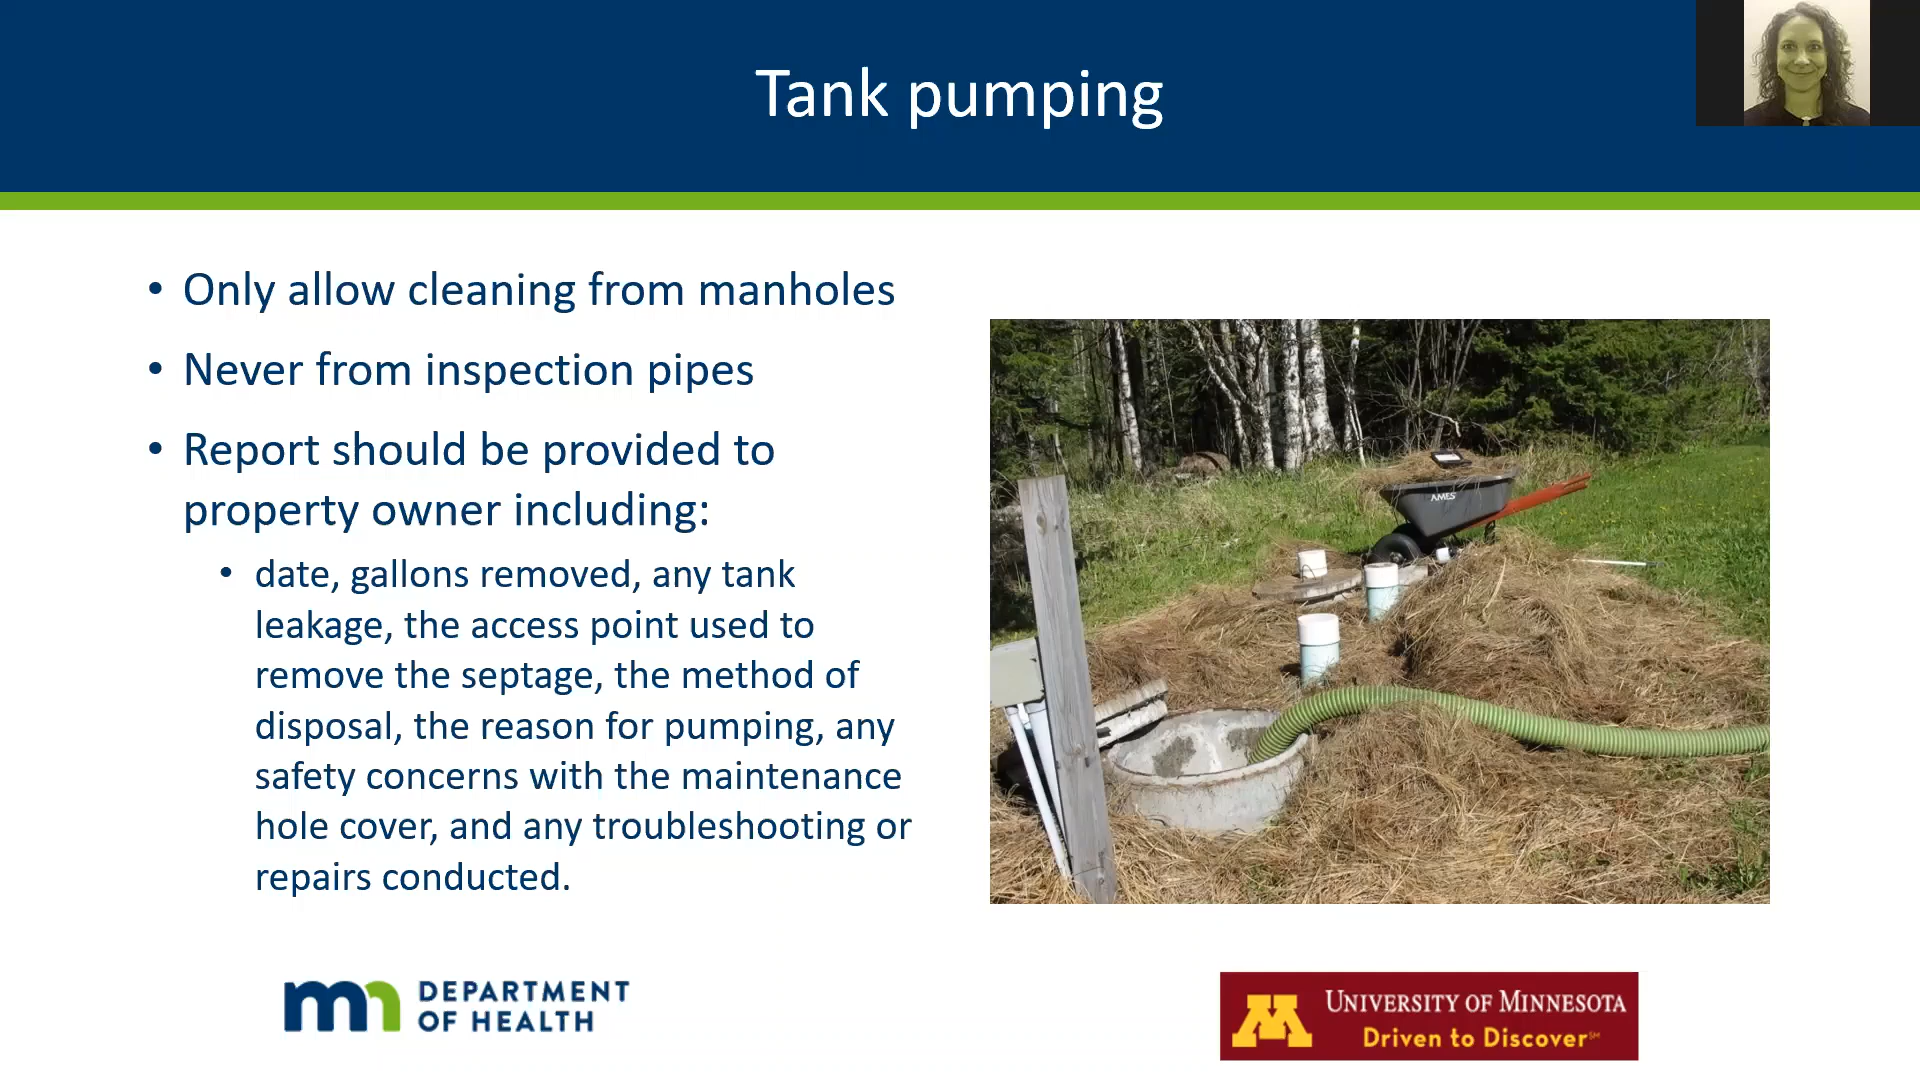 Tank pumping
• Only allow cleaning from manholes
• Never from inspection pipes
• Report should be provided to
property owner including:
• date, gallons removed, any tank
leakage, the access point used to
remove the septage, the method of
disposal, the reason for pumping, any
safety concerns with the maintenance
hole cover, and any troubleshooting or
repairs conducted.
AMES
mn DEPARTMENT
OF HEALTH
M UNIVERSITY OF MINNESOTA
Driven to Discover℠